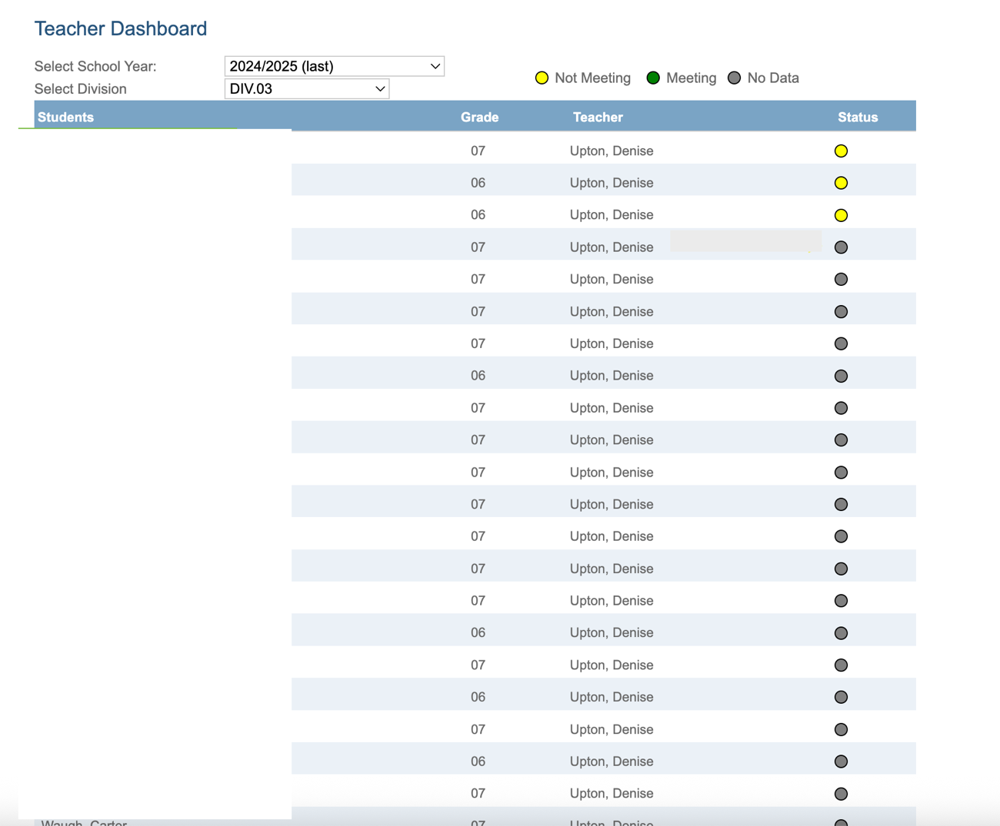 Teacher Dashboard
Select School Year: 2024/2025 (last)
Select Division DIV.03
Not Meeting Meeting No Data
Students Grade Teacher Status
07 Upton, Denise
06 Upton, Denise
06 Upton, Denise
07 Upton, Denise
07 Upton, Denise
07 Upton, Denise
07 Upton, Denise
06 Upton, Denise
07 Upton, Denise
07 Upton, Denise
07 Upton, Denise
07 Upton, Denise
07 Upton, Denise
07 Upton, Denise
07 Upton, Denise
06 Upton, Denise
07 Upton, Denise
06 Upton, Denise
07 Upton, Denise
06 Upton, Denise
07 Upton, Denise
Waugh, Carter 07 Upton, Denise